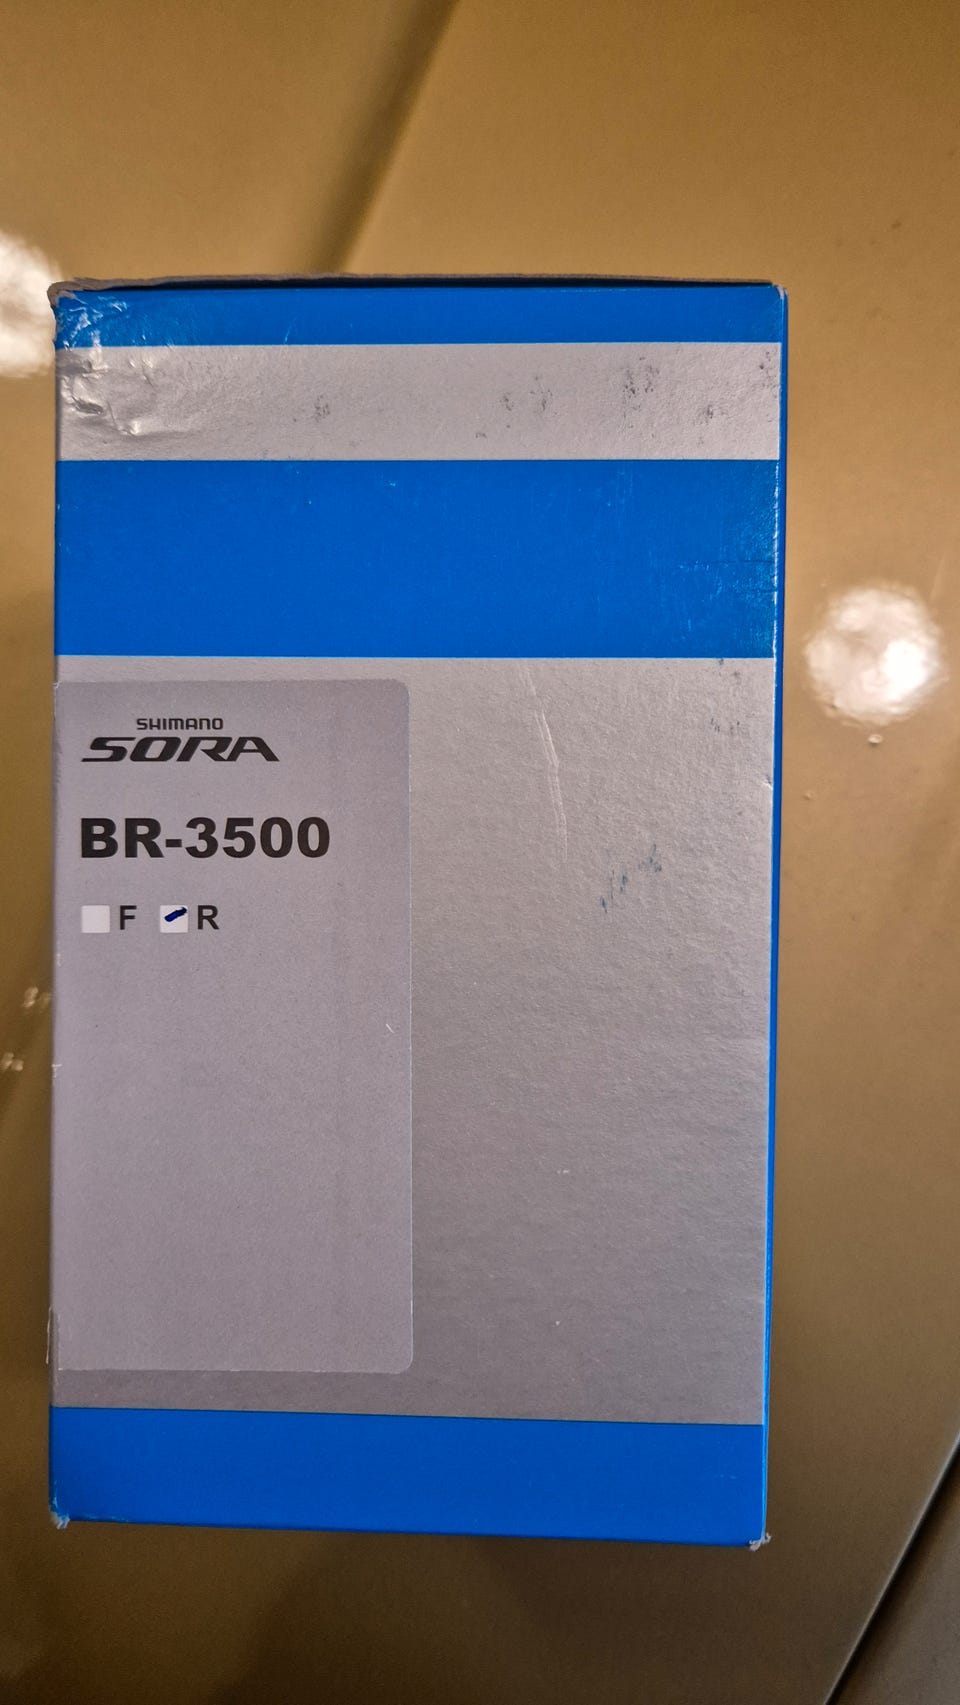 SHIMANO
SORA
BR-3500
F R